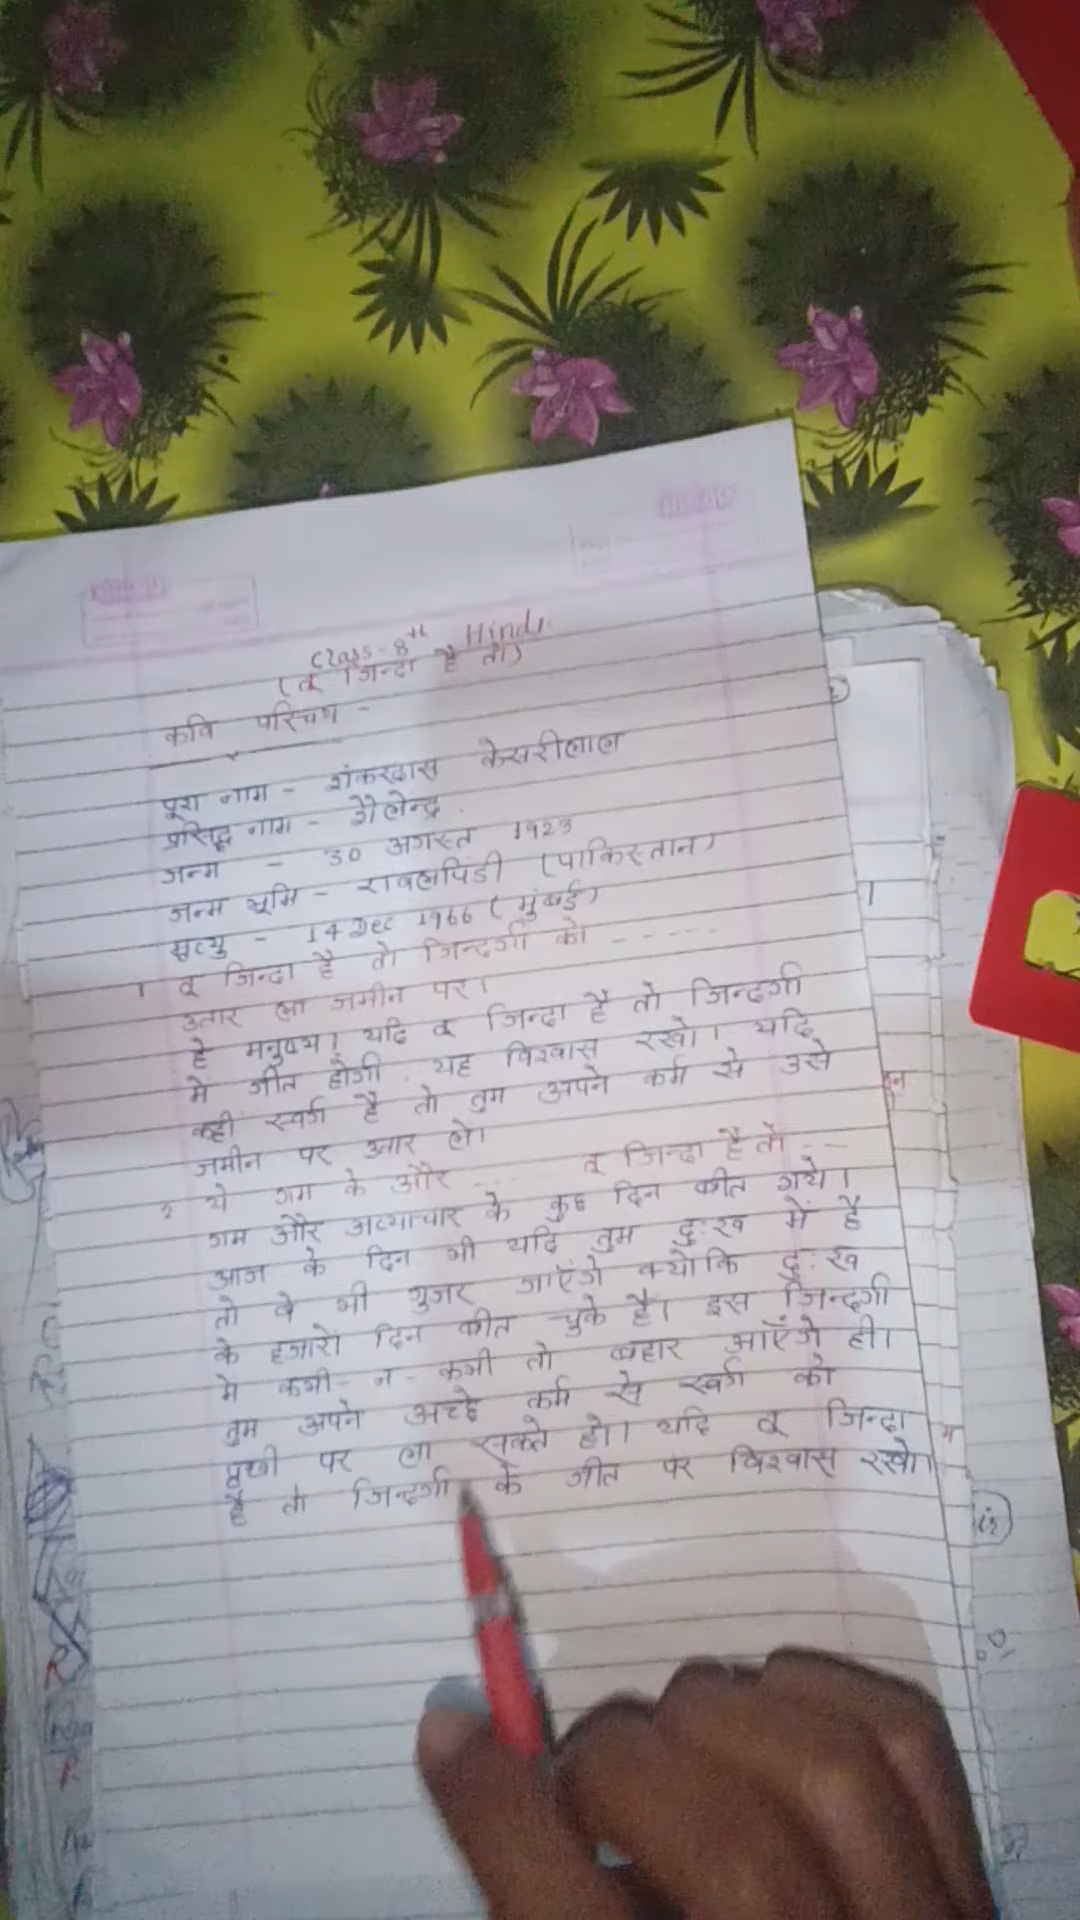 Class-8th Hindi
(तू जिन्दा है तो)
कवि परिचय -
पूरा नाम - शंकरदास केसरीलाल
प्रसिद्ध नाम - शैलेन्द्र
जन्म - 30 अगस्त 1923
जन्म भूमि - रावलपिंडी (पाकिस्तान)
मृत्यु - 14 Dec 1966 (मुंबई)
1 तू जिन्दा है तो जिन्दगी की -----
उतार ला जमीन पर।
हे मनुष्य। यदि तू जिन्दा है तो जिन्दगी
मे जीत होगी यह विश्वास रखो। यदि
कही स्वर्ग है तो तुम अपने कर्म से उसे
जमीन पर उतार लो।
2 ये गम के और ...... तू जिन्दा है तो --
गम और अत्याचार के कुछ दिन बीत गये।
आज के दिन भी यदि तुम दुःख में है
तो वे भी गुजर जाएंगे क्योकि दुःख
के हजारो दिन बीत चुके है। इस जिन्दगी
मे कभी-न-कभी तो बहार आएँगे ही।
तुम अपने अच्छे कर्म से स्वर्ग को
पृथ्वी पर ला सकते हो। यदि तू जिन्दा
है तो जिन्दगी के जीत पर विश्वास रखो।